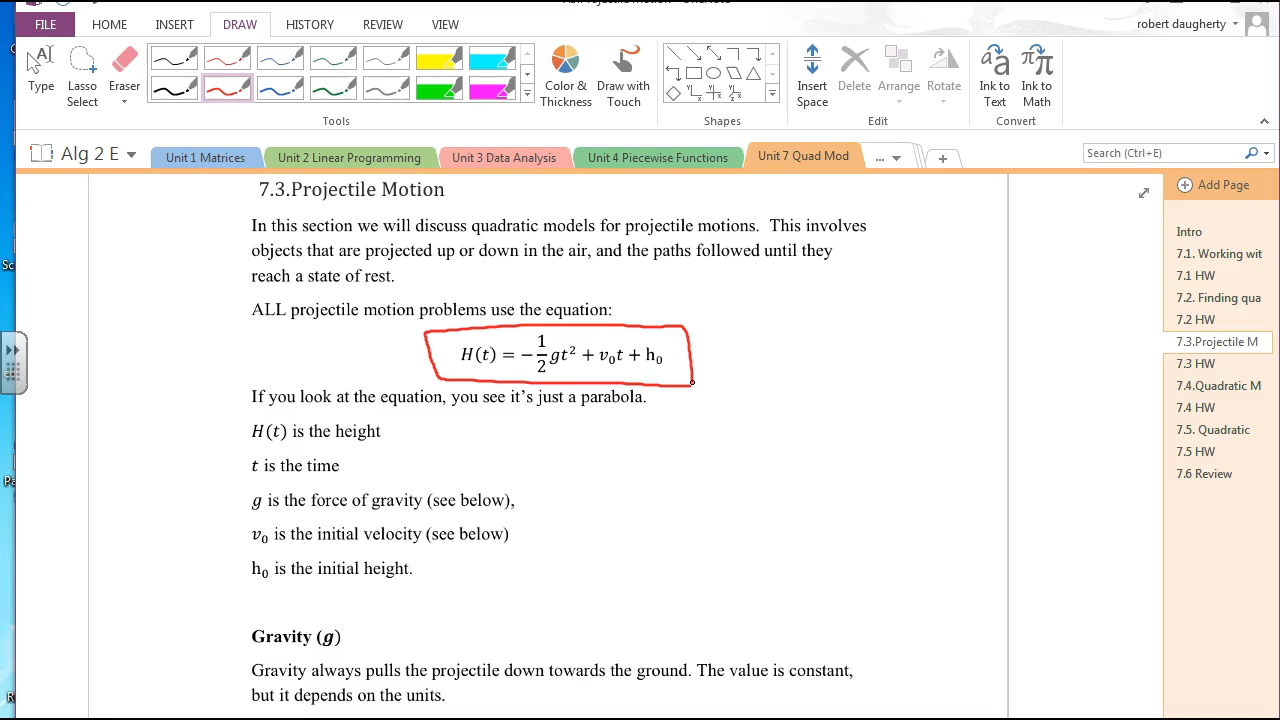 FILE HOME INSERT DRAW HISTORY REVIEW VIEW robert daugherty
Type Lasso Select Eraser Color & Thickness Draw with Touch Insert Space Delete Arrange Rotate Ink to Text Ink to Math
Tools Shapes Edit Convert
Alg 2 E Unit 1 Matrices Unit 2 Linear Programming Unit 3 Data Analysis Unit 4 Piecewise Functions Unit 7 Quad Mod ... Search (Ctrl+E)
7.3.Projectile Motion
In this section we will discuss quadratic models for projectile motions. This involves
objects that are projected up or down in the air, and the paths followed until they
reach a state of rest.
ALL projectile motion problems use the equation:
H(t) = −1/2 gt² + v₀t + h₀
If you look at the equation, you see it’s just a parabola.
H(t) is the height
t is the time
g is the force of gravity (see below),
v₀ is the initial velocity (see below)
h₀ is the initial height.
Gravity (g)
Gravity always pulls the projectile down towards the ground. The value is constant,
but it depends on the units.
Add Page
Intro
7.1. Working wit
7.1 HW
7.2. Finding qua
7.2 HW
7.3.Projectile M
7.3 HW
7.4.Quadratic M
7.4 HW
7.5. Quadratic
7.5 HW
7.6 Review